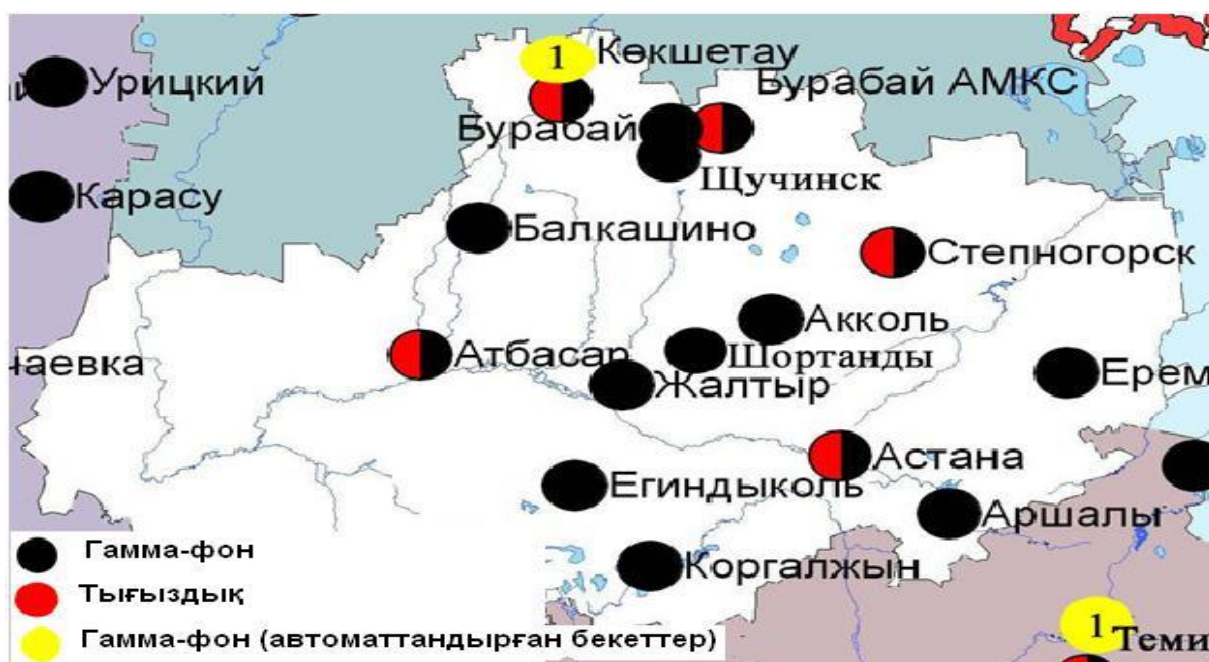 1 Көкшетау
Урицкий
Бурабай АМКС
Бурабай
Щучинск
Карасу
Балкашино
Степногорск
Акколь
Шортанды
Атбасар
чаевка
Жалтыр
Ерем
Астана
Егиндыколь
Аршалы
Гамма-фон
Коргалжын
Тығыздық
Гамма-фон (автоматтандырған бекеттер)
1 Теми